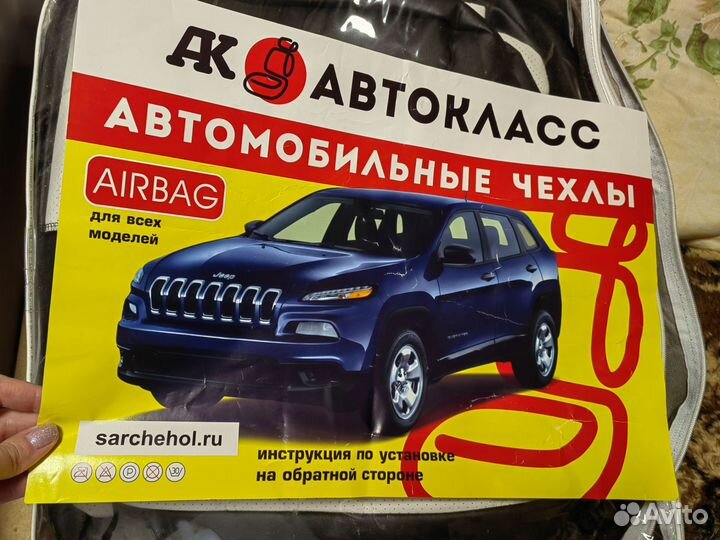 АК АВТОКЛАСС
АВТОМОБИЛЬНЫЕ ЧЕХЛЫ
AIRBAG
для всех
моделей
Jeep
sarchehol.ru
инструкция по установке
на обратной стороне
P
30
Avito